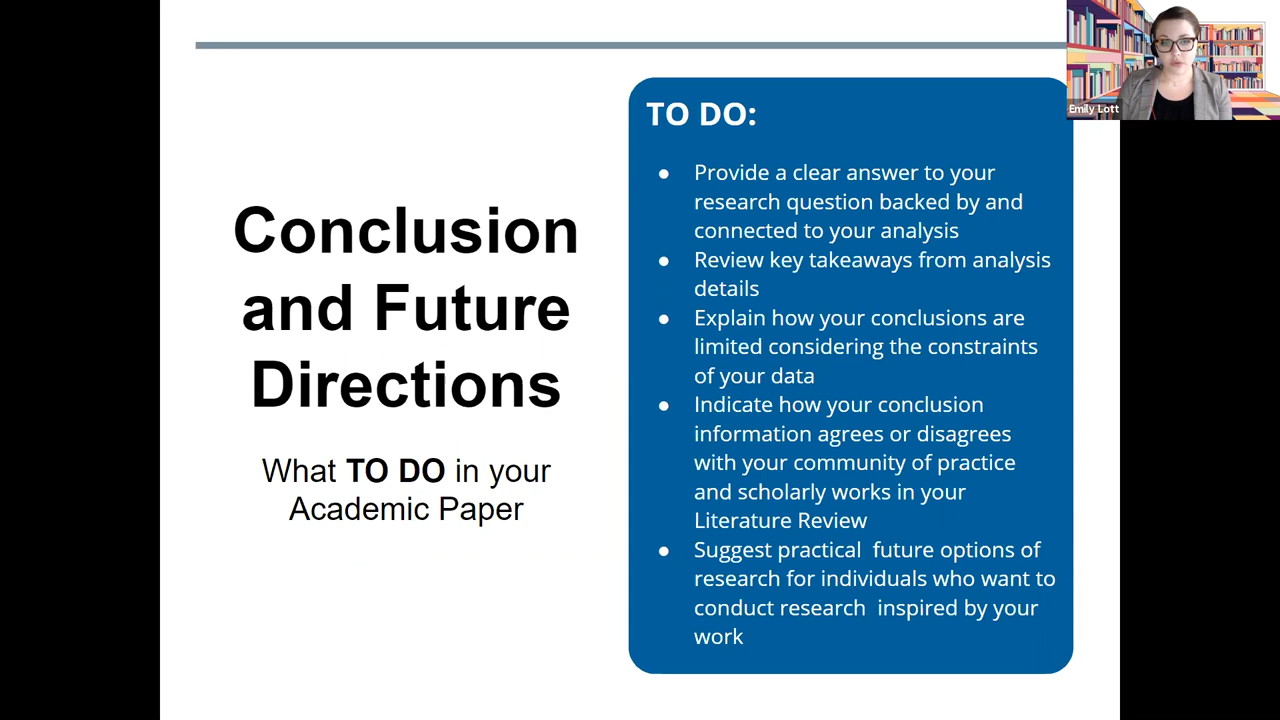 Conclusion
and Future
Directions
What TO DO in your
Academic Paper
TO DO:
● Provide a clear answer to your
research question backed by and
connected to your analysis
● Review key takeaways from analysis
details
● Explain how your conclusions are
limited considering the constraints
of your data
● Indicate how your conclusion
information agrees or disagrees
with your community of practice
and scholarly works in your
Literature Review
● Suggest practical  future options of
research for individuals who want to
conduct research  inspired by your
work
Emily Lott